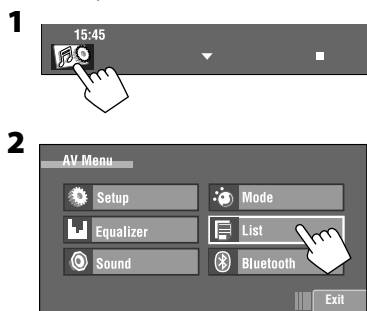 1
15:45
2
AV Menu
Setup
Mode
Equalizer
List
Sound
Bluetooth
Exit